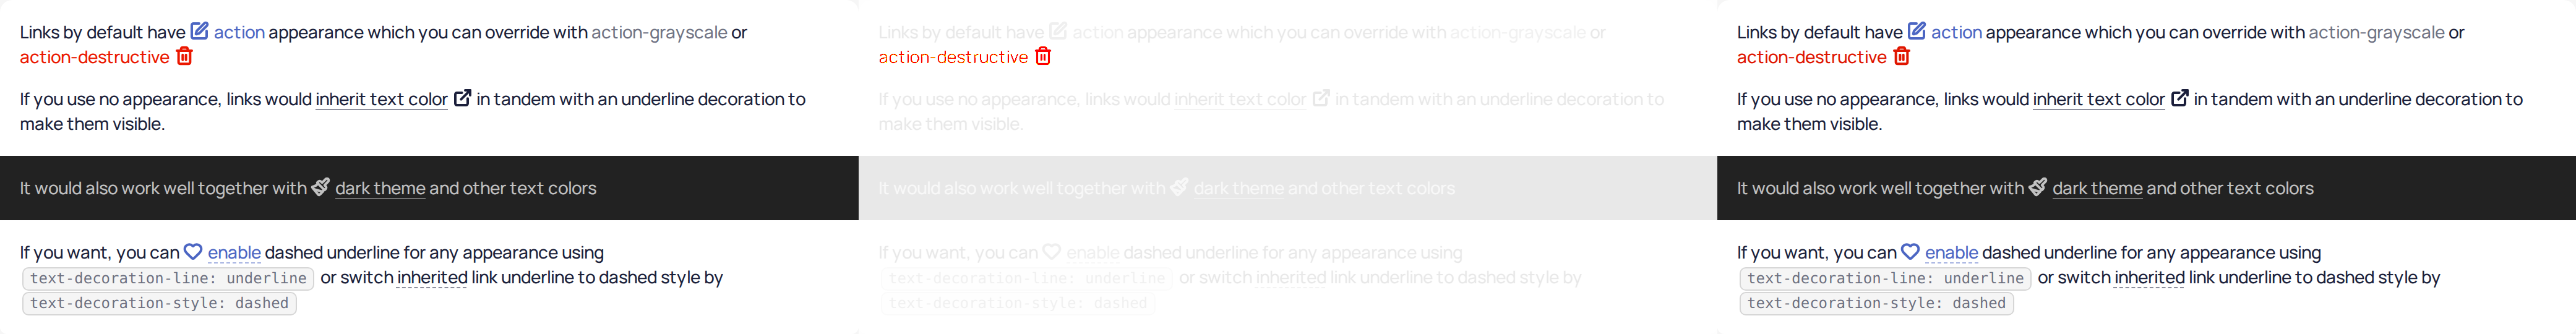 Links by default have action appearance which you can override with action-grayscale or
action-destructive
If you use no appearance, links would inherit text color in tandem with an underline decoration to
make them visible.
It would also work well together with dark theme and other text colors
If you want, you can enable dashed underline for any appearance using
text-decoration-line: underline or switch inherited link underline to dashed style by
text-decoration-style: dashed
Links by default have action appearance which you can override with action-grayscale or
action-destructive
If you use no appearance, links would inherit text color in tandem with an underline decoration to
make them visible.
It would also work well together with dark theme and other text colors
If you want, you can enable dashed underline for any appearance using
text-decoration-line: underline or switch inherited link underline to dashed style by
text-decoration-style: dashed
Links by default have action appearance which you can override with action-grayscale or
action-destructive
If you use no appearance, links would inherit text color in tandem with an underline decoration to
make them visible.
It would also work well together with dark theme and other text colors
If you want, you can enable dashed underline for any appearance using
text-decoration-line: underline or switch inherited link underline to dashed style by
text-decoration-style: dashed